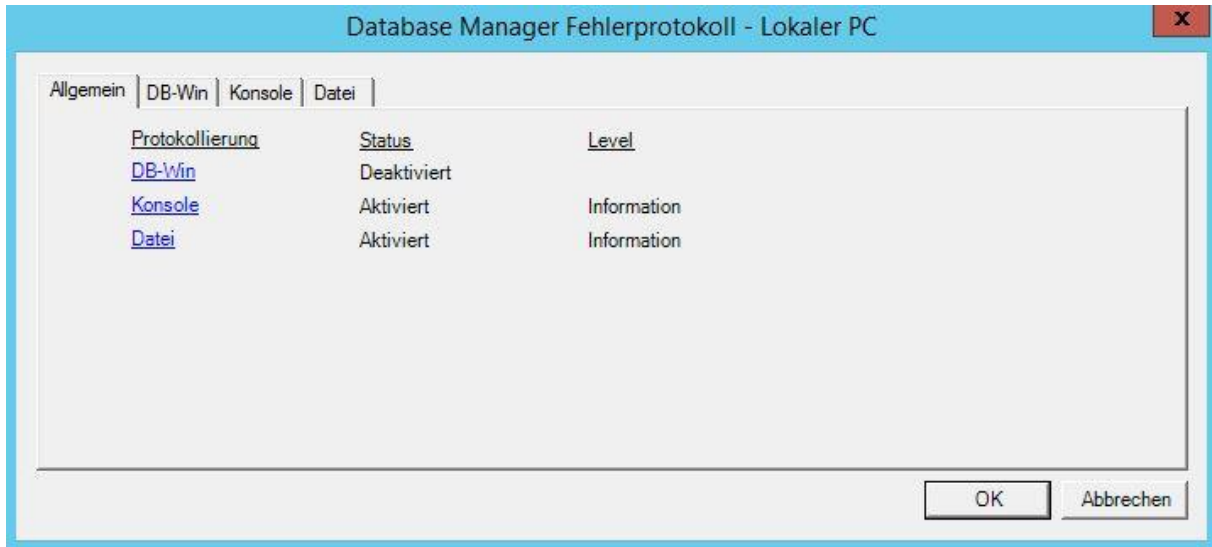 Database Manager Fehlerprotokoll - Lokaler PC
x
Allgemein DB-Win Konsole Datei
Protokollierung Status Level
DB-Win Deaktiviert
Konsole Aktiviert Information
Datei Aktiviert Information
OK Abbrechen